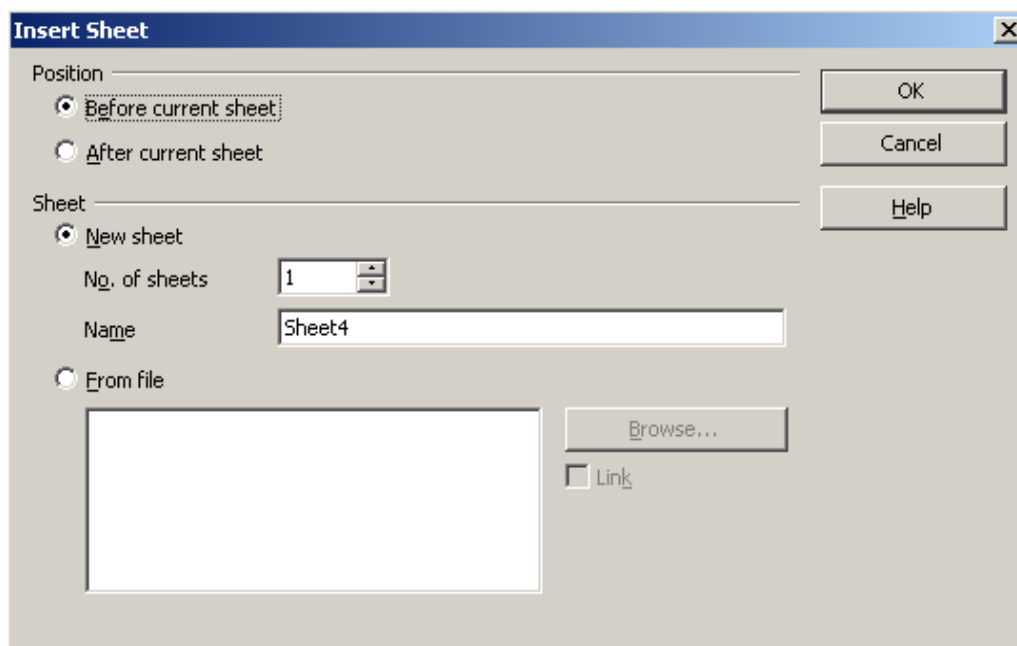 Insert Sheet
Position
Before current sheet
OK
After current sheet
Cancel
Sheet
Help
New sheet
No. of sheets 1
Name Sheet4
From file
Browse...
Link